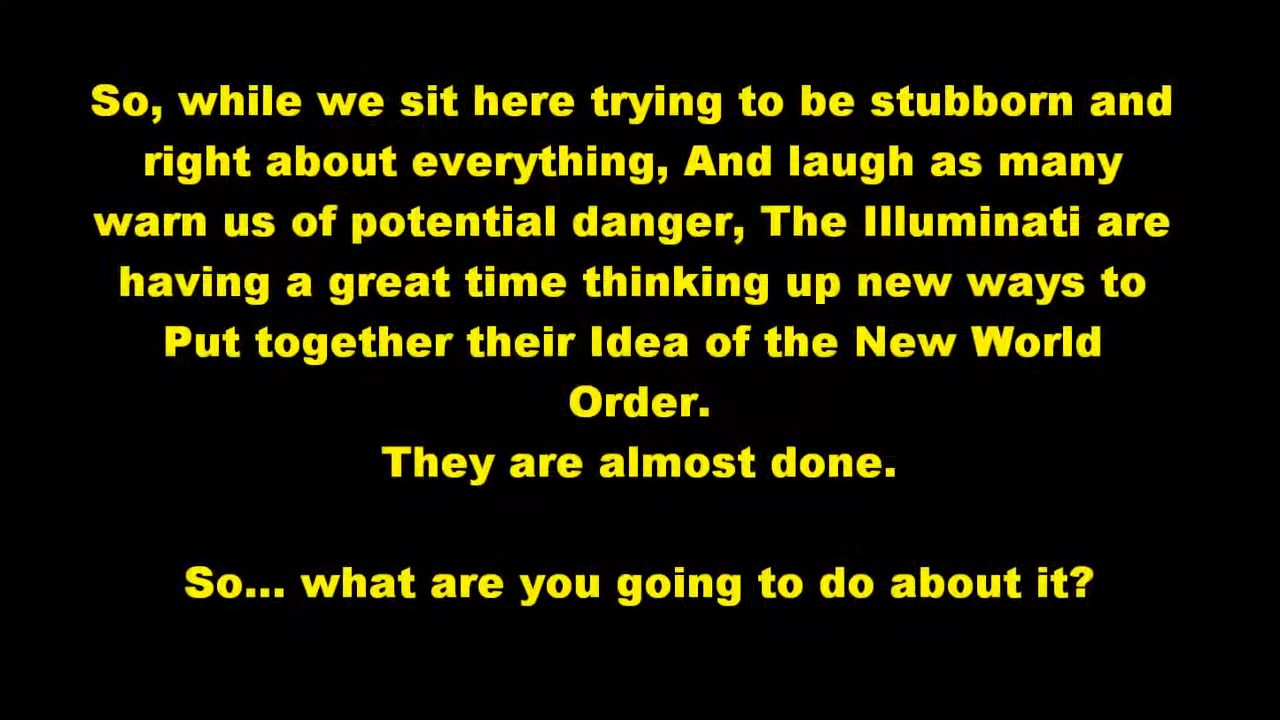 So, while we sit here trying to be stubborn and
right about everything, And laugh as many
warn us of potential danger, The Illuminati are
having a great time thinking up new ways to
Put together their Idea of the New World
Order.
They are almost done.
So... what are you going to do about it?